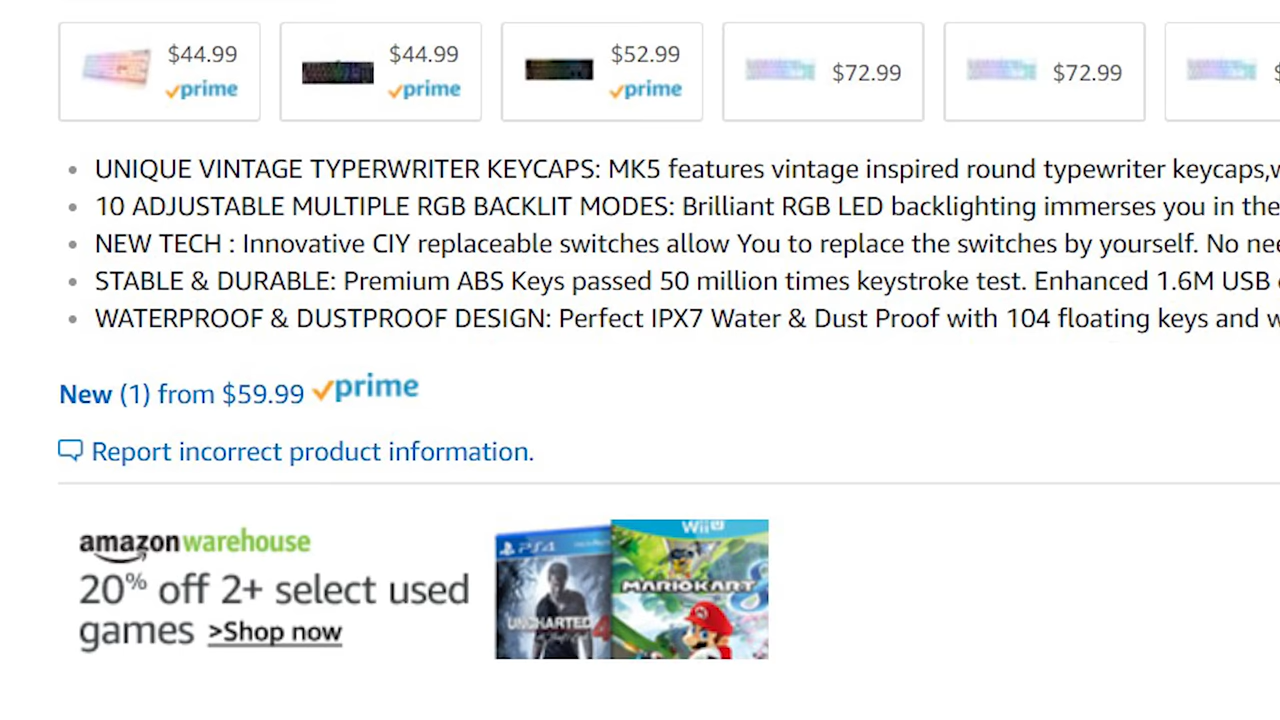 $44.99 $44.99 $52.99 $72.99 $72.99
prime prime prime
UNIQUE VINTAGE TYPERWRITER KEYCAPS: MK5 features vintage inspired round typewriter keycaps,
10 ADJUSTABLE MULTIPLE RGB BACKLIT MODES: Brilliant RGB LED backlighting immerses you in the
NEW TECH : Innovative CIY replaceable switches allow You to replace the switches by yourself. No
STABLE & DURABLE: Premium ABS Keys passed 50 million times keystroke test. Enhanced 1.6M USB
WATERPROOF & DUSTPROOF DESIGN: Perfect IPX7 Water & Dust Proof with 104 floating keys and
New (1) from $59.99 prime
Report incorrect product information.
amazonwarehouse
20% off 2+ select used
games >Shop now
PS4
UNCHARTED 4
Wii U
MARIOKART 8